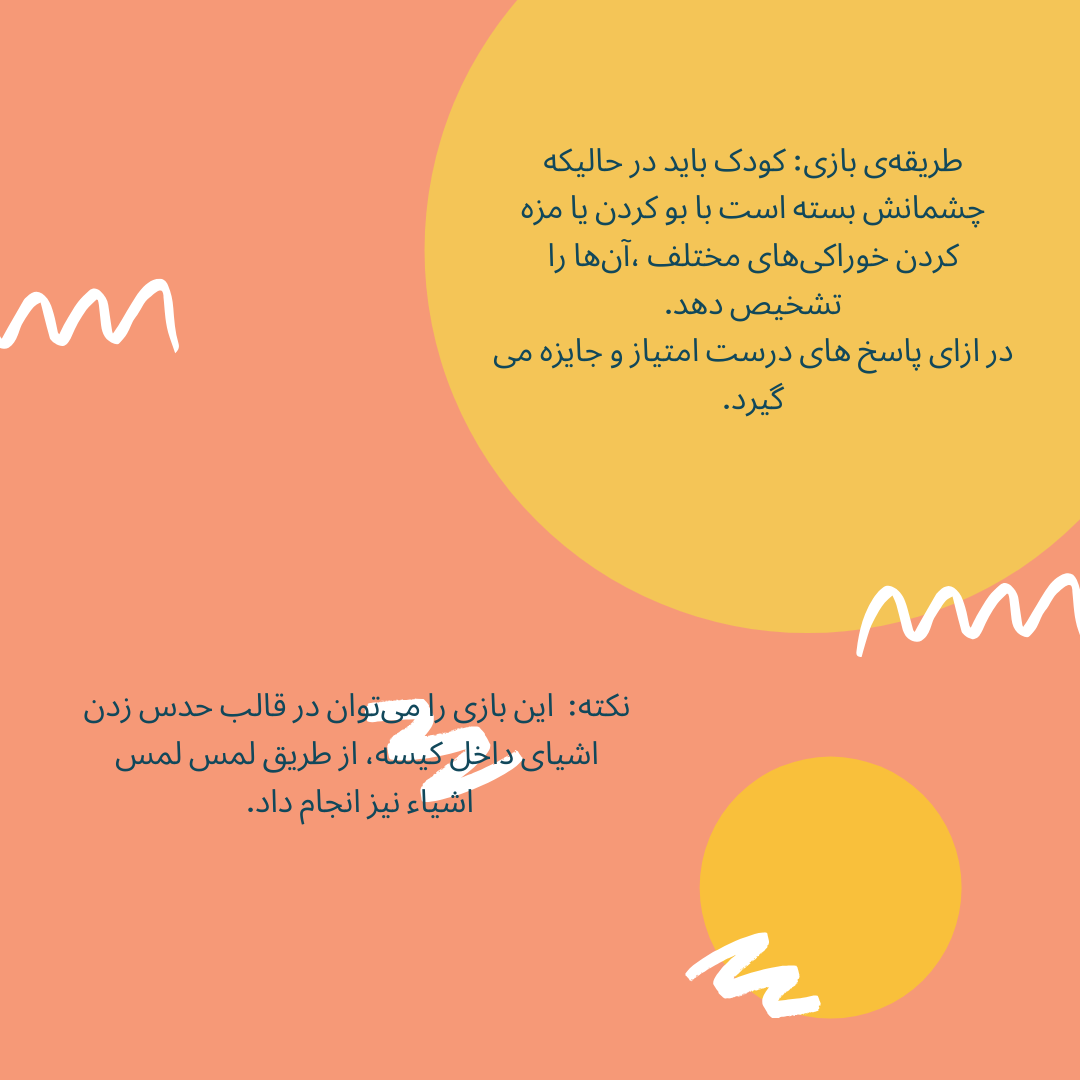 طریقه‌ی بازی: کودک باید در حالیکه
چشمانش بسته است با بو کردن یا مزه
کردن خوراکی‌های مختلف ،آن‌ها را
تشخیص دهد.
در ازای پاسخ های درست امتیاز و جایزه می
گیرد.
نکته:  این بازی را می‌توان در قالب حدس زدن
اشیای داخل کیسه، از طریق لمس لمس
اشیاء نیز انجام داد.